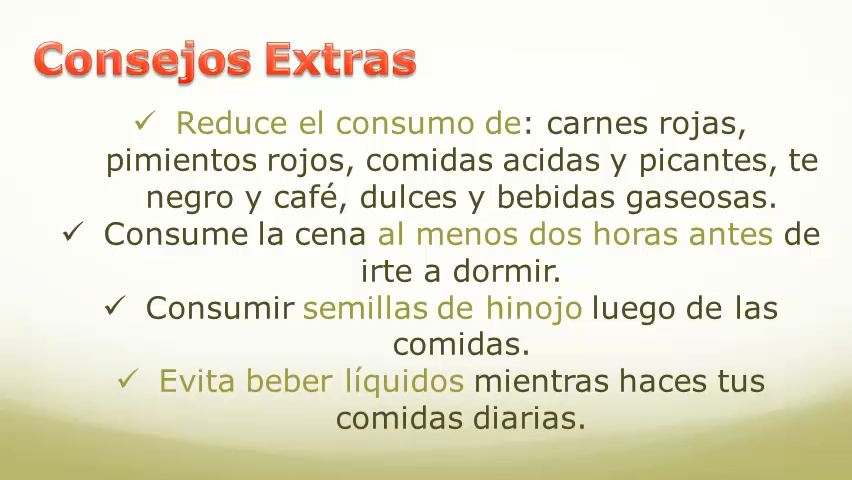 Consejos Extras
✓ Reduce el consumo de: carnes rojas,
pimientos rojos, comidas acidas y picantes, te
negro y café, dulces y bebidas gaseosas.
✓ Consume la cena al menos dos horas antes de
irte a dormir.
✓ Consumir semillas de hinojo luego de las
comidas.
✓ Evita beber líquidos mientras haces tus
comidas diarias.